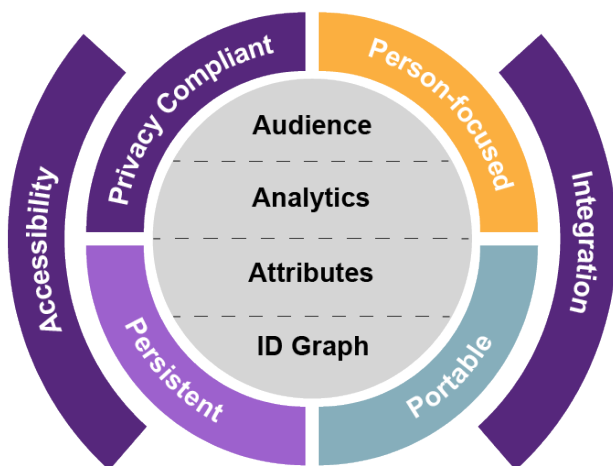 Privacy Compliant
Person-focused
Audience
Analytics
Accessibility
Integration
Attributes
ID Graph
Persistent
Portable